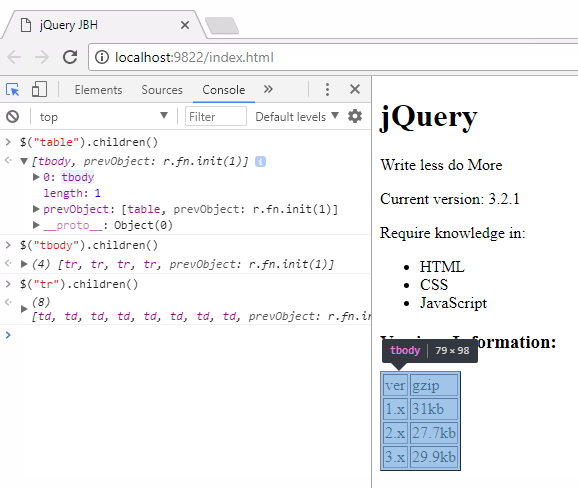 jQuery JBH
localhost:9822/index.html
Elements Sources Console »
top Filter Default levels
$("table").children()
[tbody, prevObject: r.fn.init(1)] i
0: tbody
length: 1
prevObject: [table, prevObject: r.fn.init(1)]
__proto__: Object(0)
$("tbody").children()
(4) [tr, tr, tr, tr, prevObject: r.fn.init(1)]
$("tr").children()
(8)
[td, td, td, td, td, td, td, td, prevObject: r.fn.in
jQuery
Write less do More
Current version: 3.2.1
Require knowledge in:
• HTML
• CSS
• JavaScript
Information:
tbody | 79 × 98
ver gzip
1.x 31kb
2.x 27.7kb
3.x 29.9kb